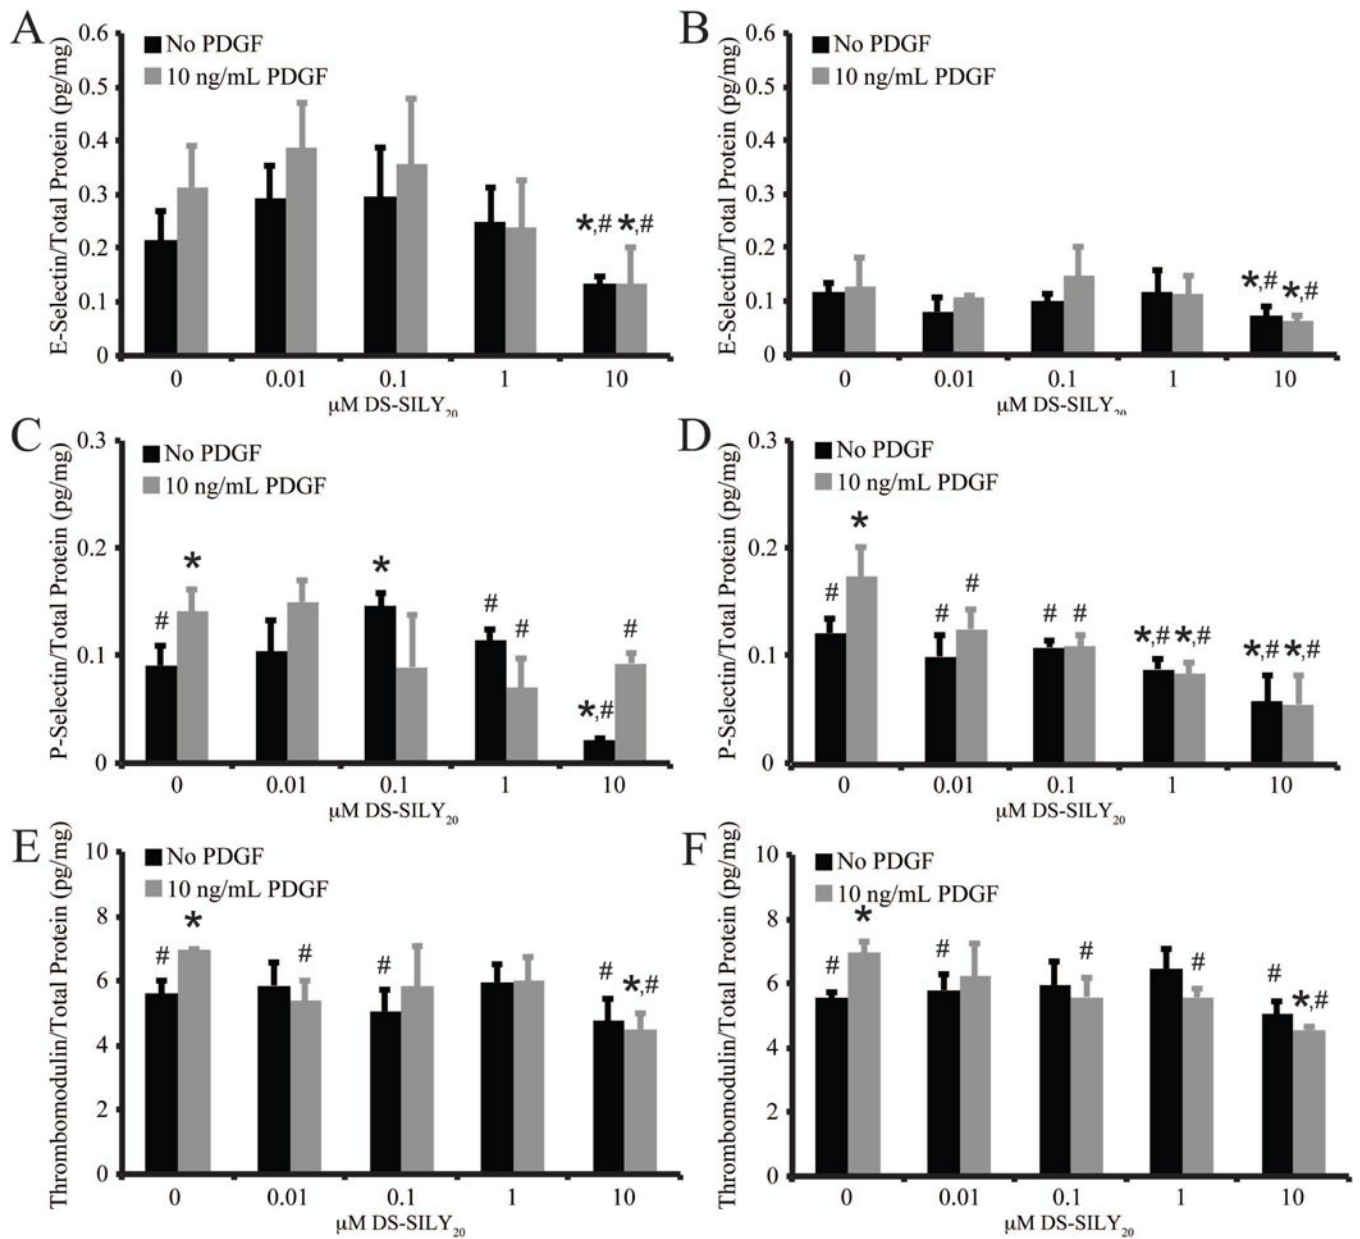 A
E-Selectin/Total Protein (pg/mg)
0.6
0.5
0.4
0.3
0.2
0.1
0
No PDGF
10 ng/mL PDGF
*,# *,#
0 0.01 0.1 1 10
μM DS-SILY20
B
E-Selectin/Total Protein (pg/mg)
0.6
0.5
0.4
0.3
0.2
0.1
0
No PDGF
10 ng/mL PDGF
*,# *,#
0 0.01 0.1 1 10
μM DS-SILY20
C
P-Selectin/Total Protein (pg/mg)
0.3
0.2
0.1
0
No PDGF
10 ng/mL PDGF
# * * # # *,# #
0 0.01 0.1 1 10
μM DS-SILY20
D
P-Selectin/Total Protein (pg/mg)
0.3
0.2
0.1
0
No PDGF
10 ng/mL PDGF
# * # # # # *,# *,# *,# *,#
0 0.01 0.1 1 10
μM DS-SILY20
E
Thrombomodulin/Total Protein (pg/mg)
10
8
6
4
2
0
No PDGF
10 ng/mL PDGF
# * # # # *,#
0 0.01 0.1 1 10
μM DS-SILY20
F
Thrombomodulin/Total Protein (pg/mg)
10
8
6
4
2
0
No PDGF
10 ng/mL PDGF
# * # # # # *,#
0 0.01 0.1 1 10
μM DS-SILY20